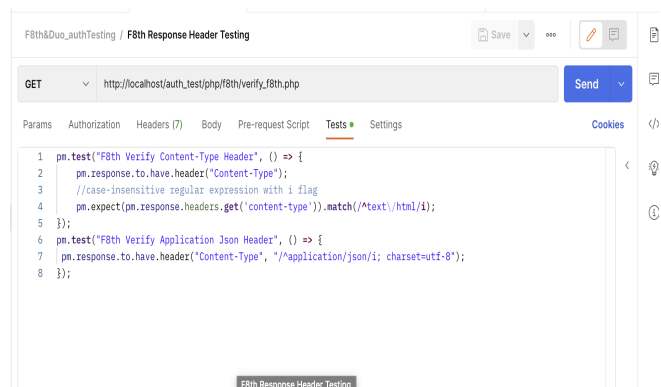 F8th&Duo_authTesting / F8th Response Header Testing
Save
GET
http://localhost/auth_test/php/f8th/verify_f8th.php
Send
Params Authorization Headers (7) Body Pre-request Script Tests Settings Cookies
1 pm.test("F8th Verify Content-Type Header", () => {
2 pm.response.to.have.header("Content-Type");
3 //case-insensitive regular expression with i flag
4 pm.expect(pm.response.headers.get('content-type')).match(/^text\/html/i);
5 });
6 pm.test("F8th Verify Application Json Header", () => {
7 pm.response.to.have.header("Content-Type", "/^application/json/i; charset=utf-8");
8 });
F8th Response Header Testing